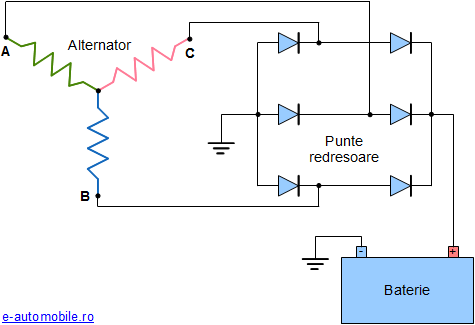 A
Alternator
C
B
Punte
redresoare
-
+
Baterie
e-automobile.ro